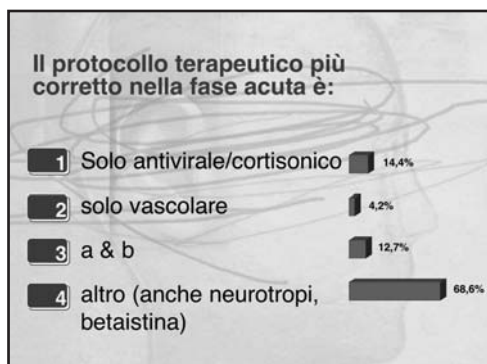 Il protocollo terapeutico più
corretto nella fase acuta è:
1 Solo antivirale/cortisonico 14,4%
2 solo vascolare 4,2%
3 a & b 12,7%
4 altro (anche neurotropi, 68,6%
betaistina)